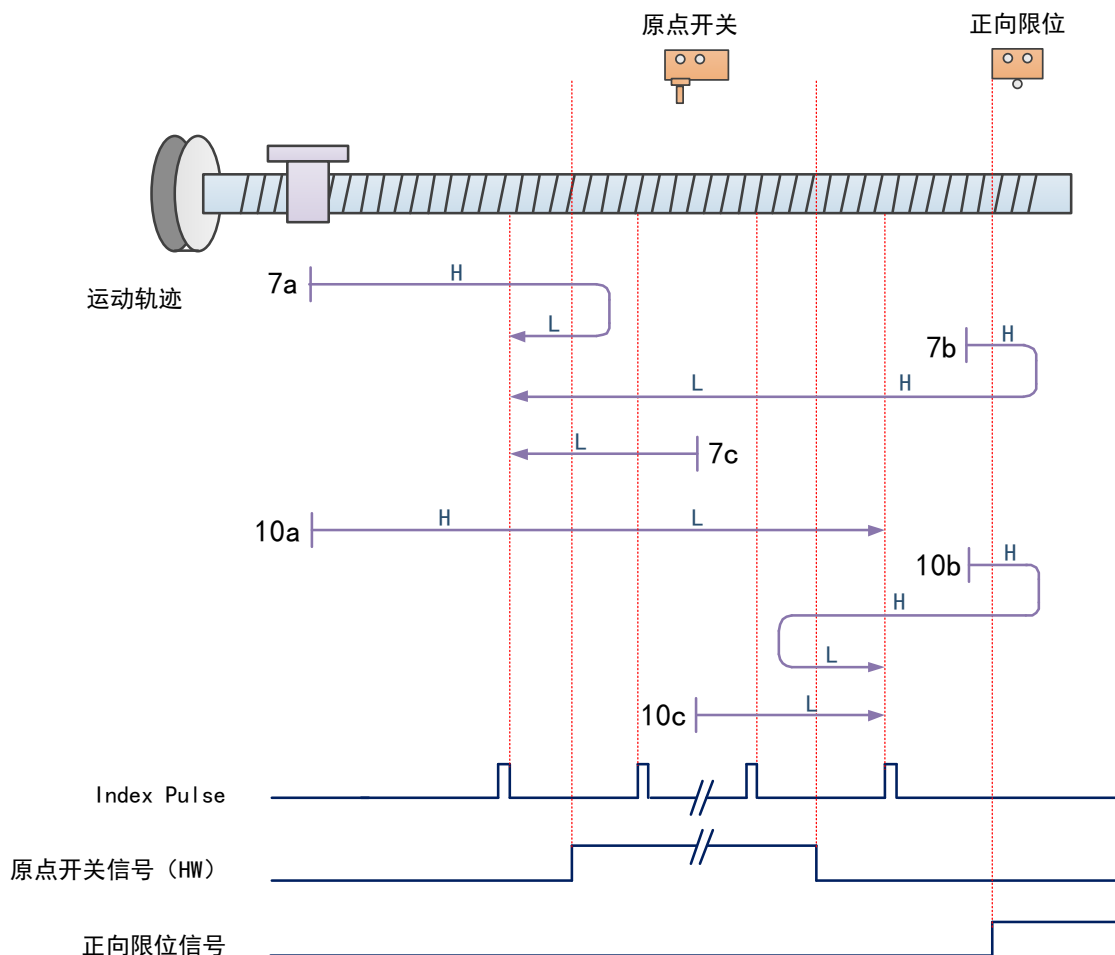 原点开关
正向限位
运动轨迹
7a
H
L
7b
H
L
H
L
7c
10a
H
L
10b
H
H
L
10c
L
Index Pulse
原点开关信号（HW）
正向限位信号